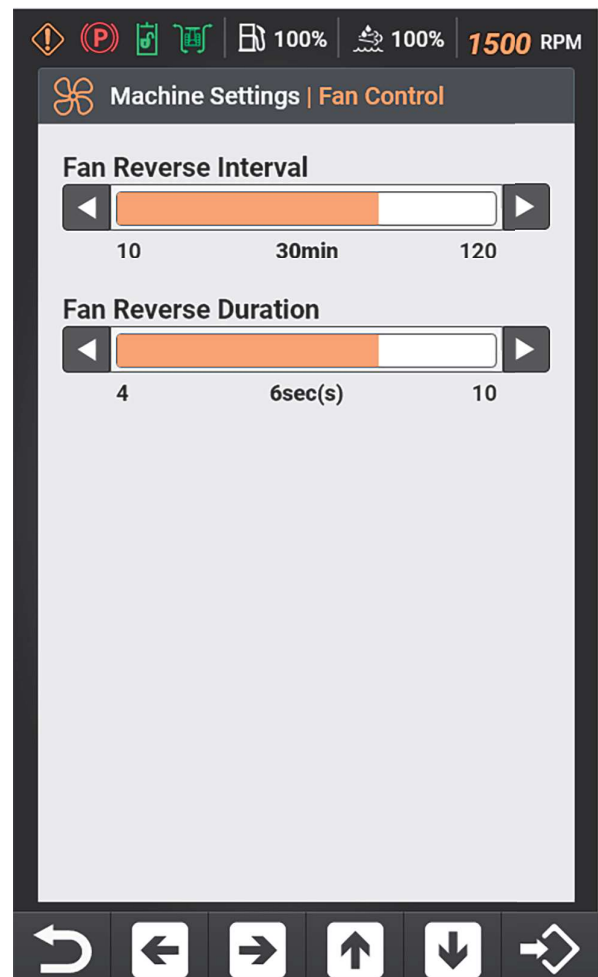 P 100% 100% 1500 RPM
Machine Settings | Fan Control
Fan Reverse Interval
10 30min 120
Fan Reverse Duration
4 6sec(s) 10